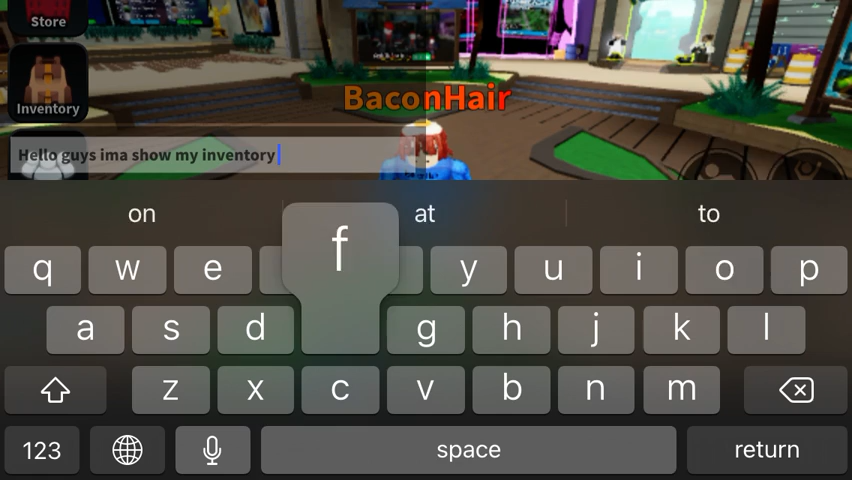 Store
Inventory
BaconHair
Hello guys ima show my inventory
on at to
f
q w e y u i o p
a s d g h j k l
z x c v b n m
123 space return